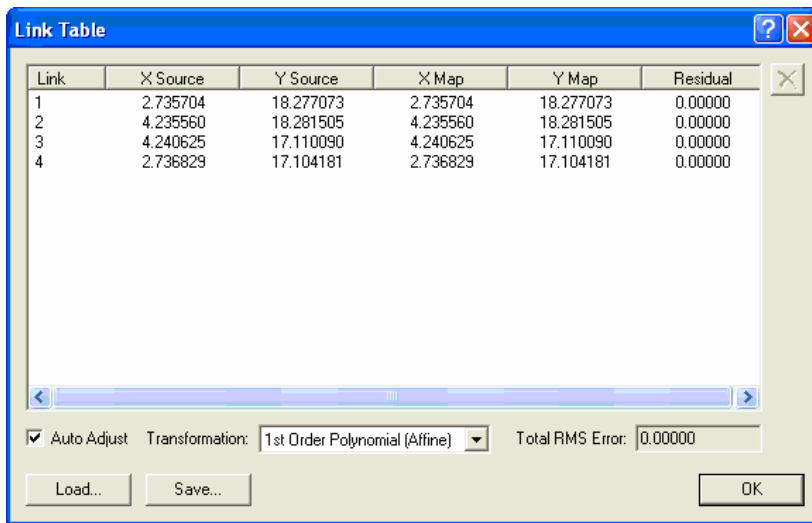 Link Table
Link X Source Y Source X Map Y Map Residual
1 2.735704 18.277073 2.735704 18.277073 0.00000
2 4.235560 18.281505 4.235560 18.281505 0.00000
3 4.240625 17.110090 4.240625 17.110090 0.00000
4 2.736829 17.104181 2.736829 17.104181 0.00000
Auto Adjust Transformation: 1st Order Polynomial (Affine) Total RMS Error: 0.00000
Load... Save... OK